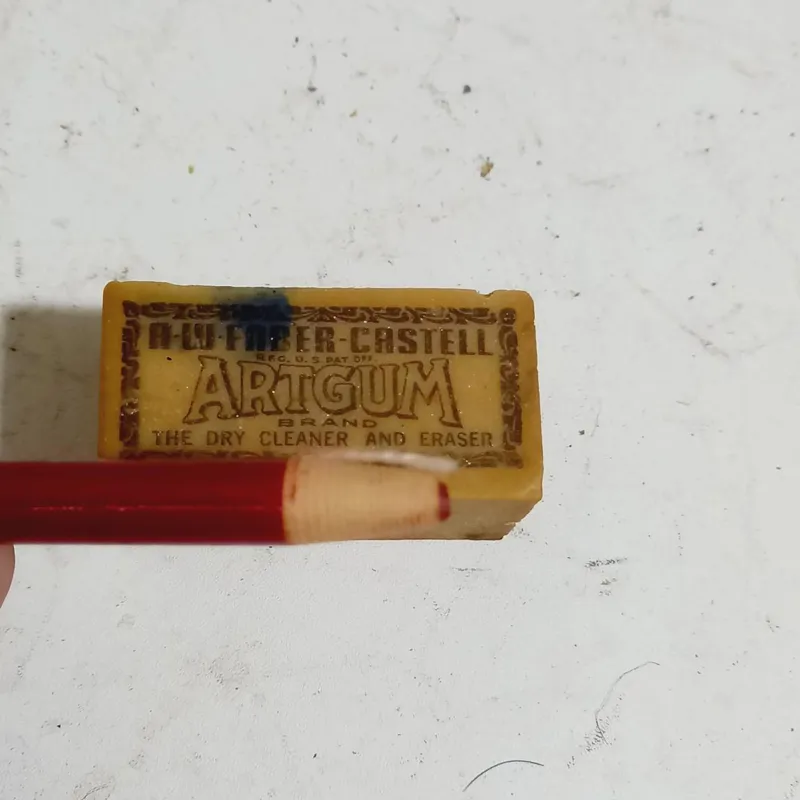 A·W·FABER-CASTELL
REG. U. S. PAT OFF
ARTGUM
BRAND
THE DRY CLEANER AND ERASER